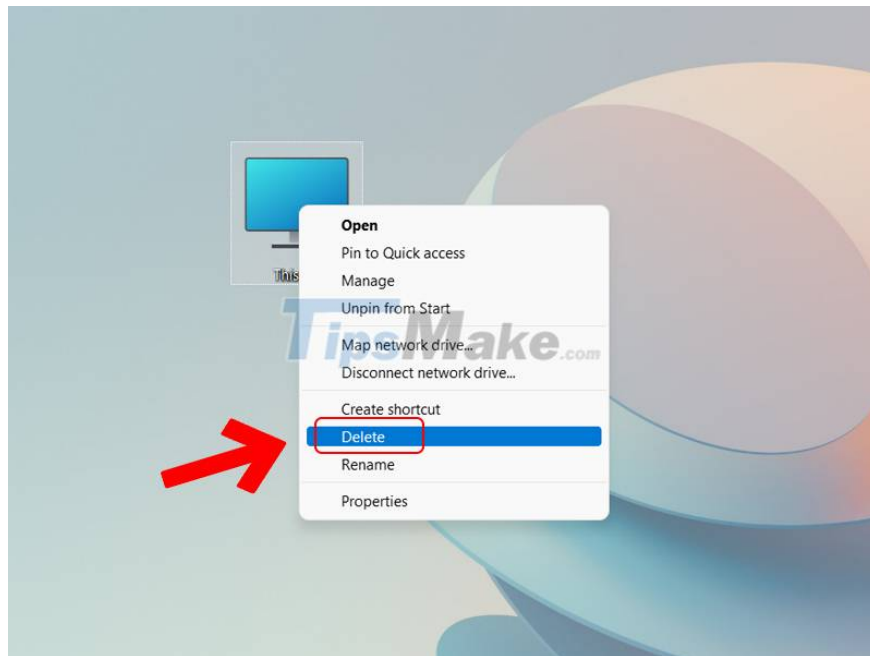 This
Open
Pin to Quick access
Manage
Unpin from Start
TipsMake.com
Map network drive...
Disconnect network drive...
Create shortcut
Delete
Rename
Properties